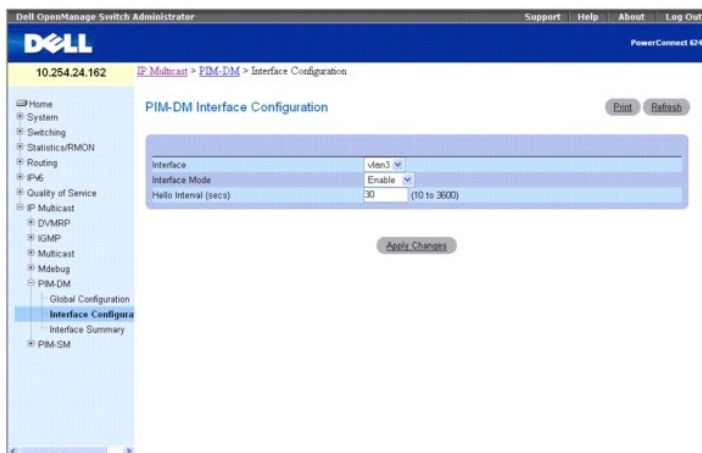 Dell OpenManage Switch Administrator Support Help About Log Out
DELL
PowerConnect 624
10.254.24.162
IP Multicast > PIM-DM > Interface Configuration
Home
System
Switching
Statistics/RMON
Routing
IPv6
Quality of Service
IP Multicast
DVMRP
IGMP
Multicast
Mdebug
PIM-DM
Global Configuration
Interface Configura
Interface Summary
PIM-SM
PIM-DM Interface Configuration
Print Refresh
Interface vlan3
Interface Mode Enable
Hello Interval (secs) 30 (10 to 3600)
Apply Changes